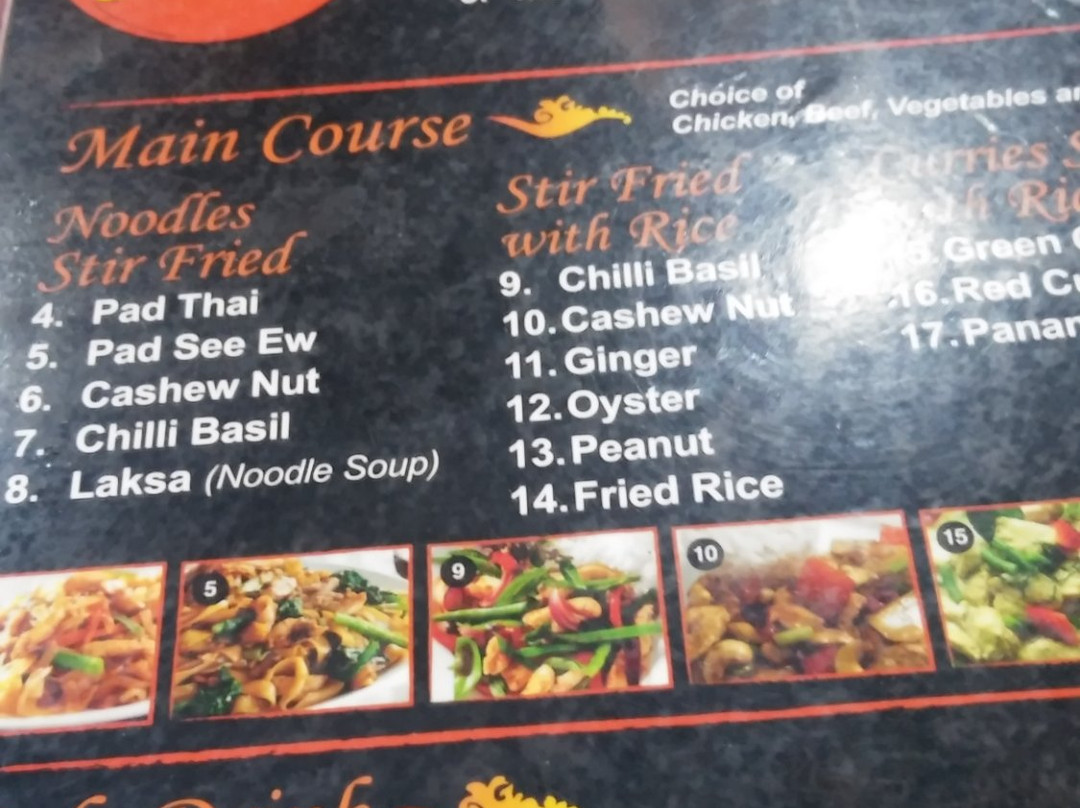 Main Course
Choice of
Chicken, Beef, Vegetables
Noodles
Stir Fried
4. Pad Thai
5. Pad See Ew
6. Cashew Nut
7. Chilli Basil
8. Laksa (Noodle Soup)
Stir Fried
with Rice
9. Chilli Basil
10. Cashew Nut
11. Ginger
12. Oyster
13. Peanut
14. Fried Rice
Curries
Green
16. Red
17.
5
9
10
15